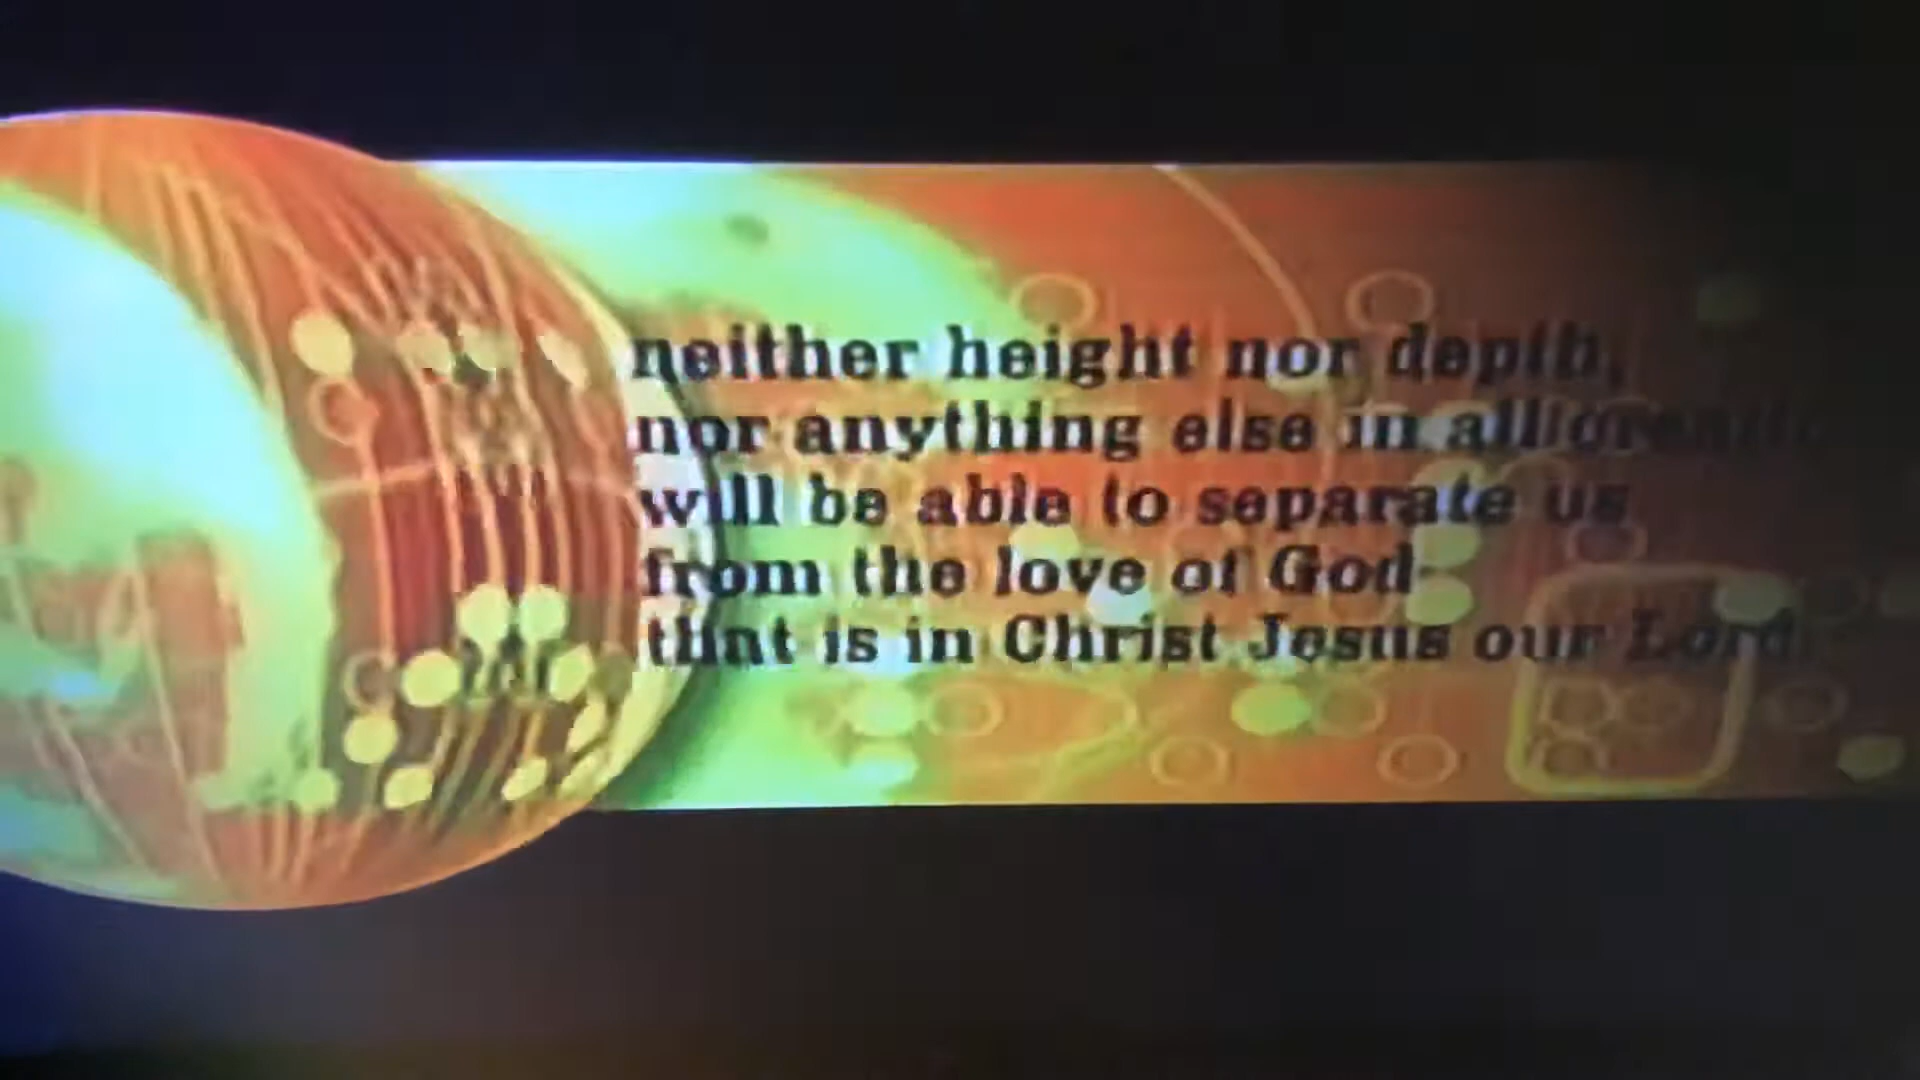 neither height nor depth,
nor anything else in all creation
will be able to separate us
from the love of God
that is in Christ Jesus our Lord